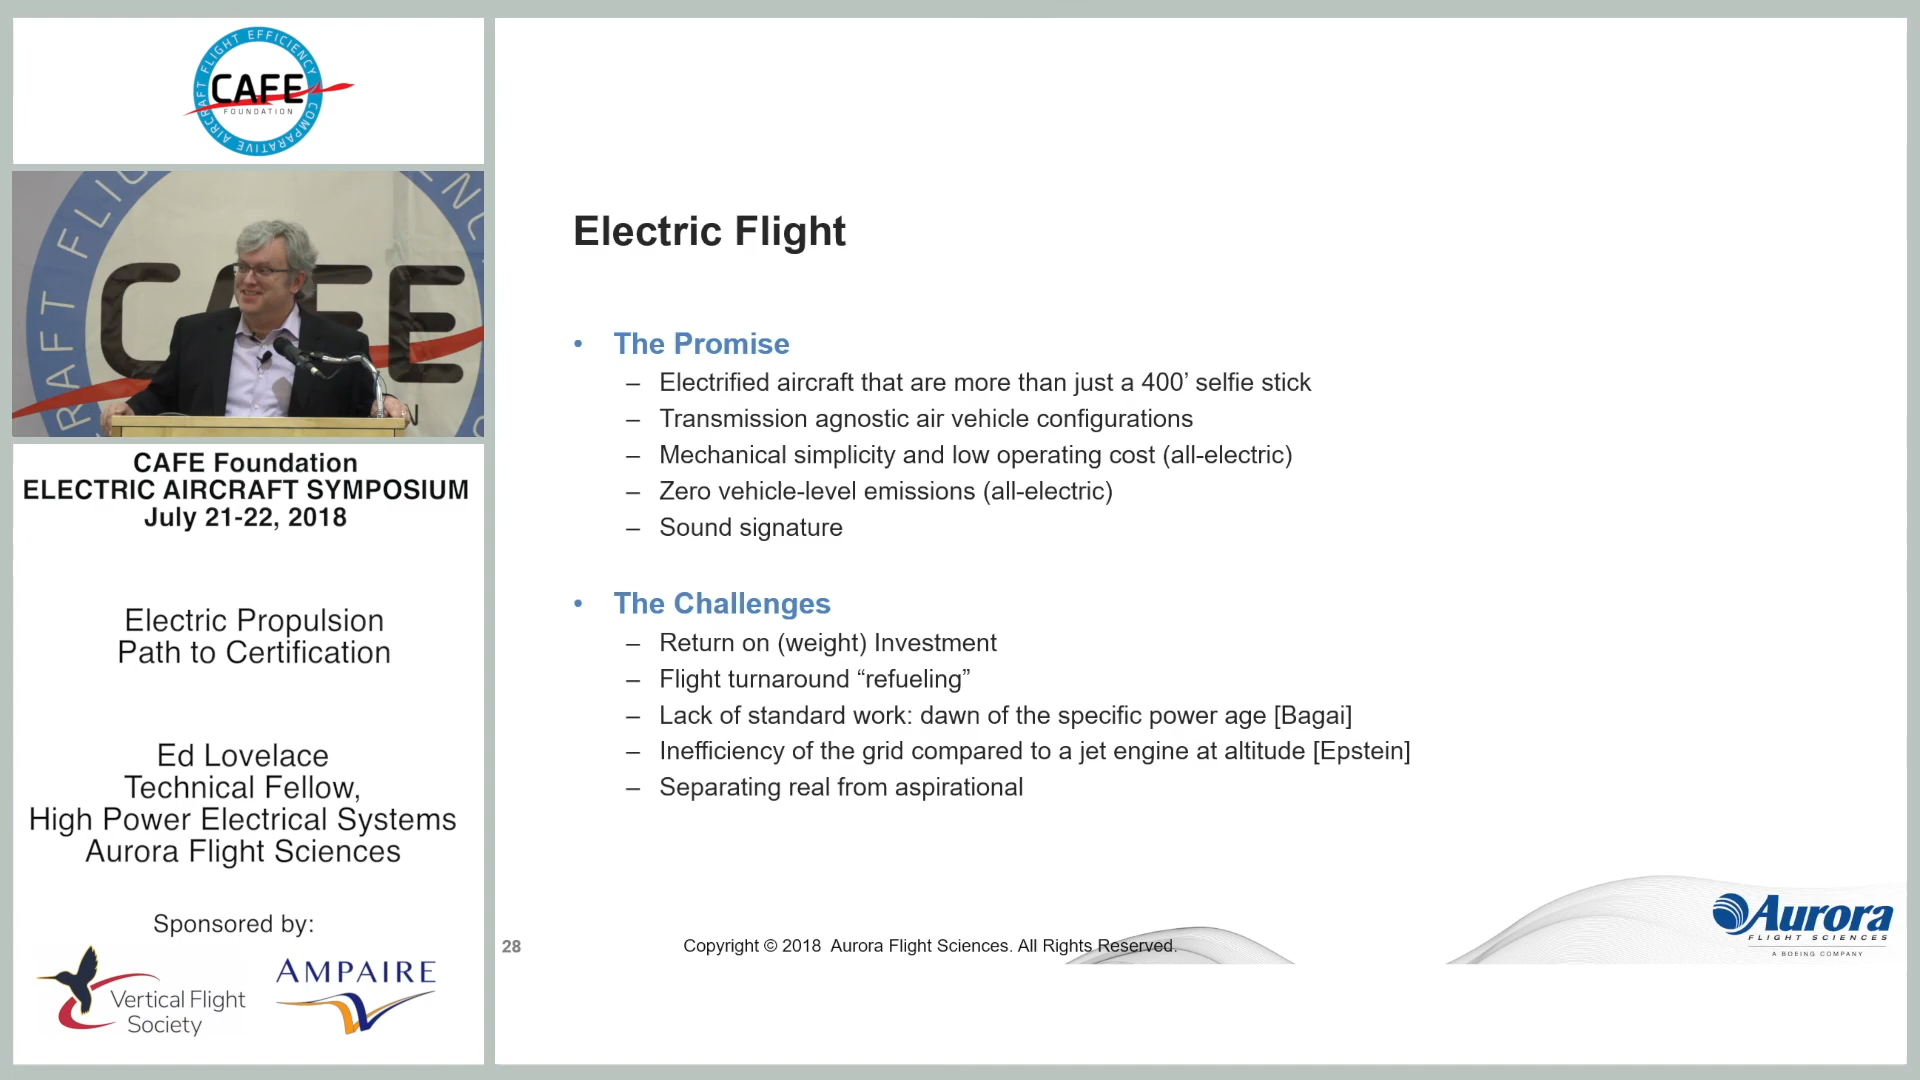 COMPARATIVE AIRCRAFT FLIGHT EFFICIENCY
CAFE
FOUNDATION
RAFT FLIG ENC
CAFE
N
CAFE Foundation
ELECTRIC AIRCRAFT SYMPOSIUM
July 21-22, 2018
Electric Propulsion
Path to Certification
Ed Lovelace
Technical Fellow,
High Power Electrical Systems
Aurora Flight Sciences
Sponsored by:
Vertical Flight
Society
AMPAIRE
Electric Flight
• The Promise
– Electrified aircraft that are more than just a 400’ selfie stick
– Transmission agnostic air vehicle configurations
– Mechanical simplicity and low operating cost (all-electric)
– Zero vehicle-level emissions (all-electric)
– Sound signature
• The Challenges
– Return on (weight) Investment
– Flight turnaround “refueling”
– Lack of standard work: dawn of the specific power age [Bagai]
– Inefficiency of the grid compared to a jet engine at altitude [Epstein]
– Separating real from aspirational
28
Copyright © 2018 Aurora Flight Sciences. All Rights Reserved.
Aurora
FLIGHT SCIENCES
A BOEING COMPANY